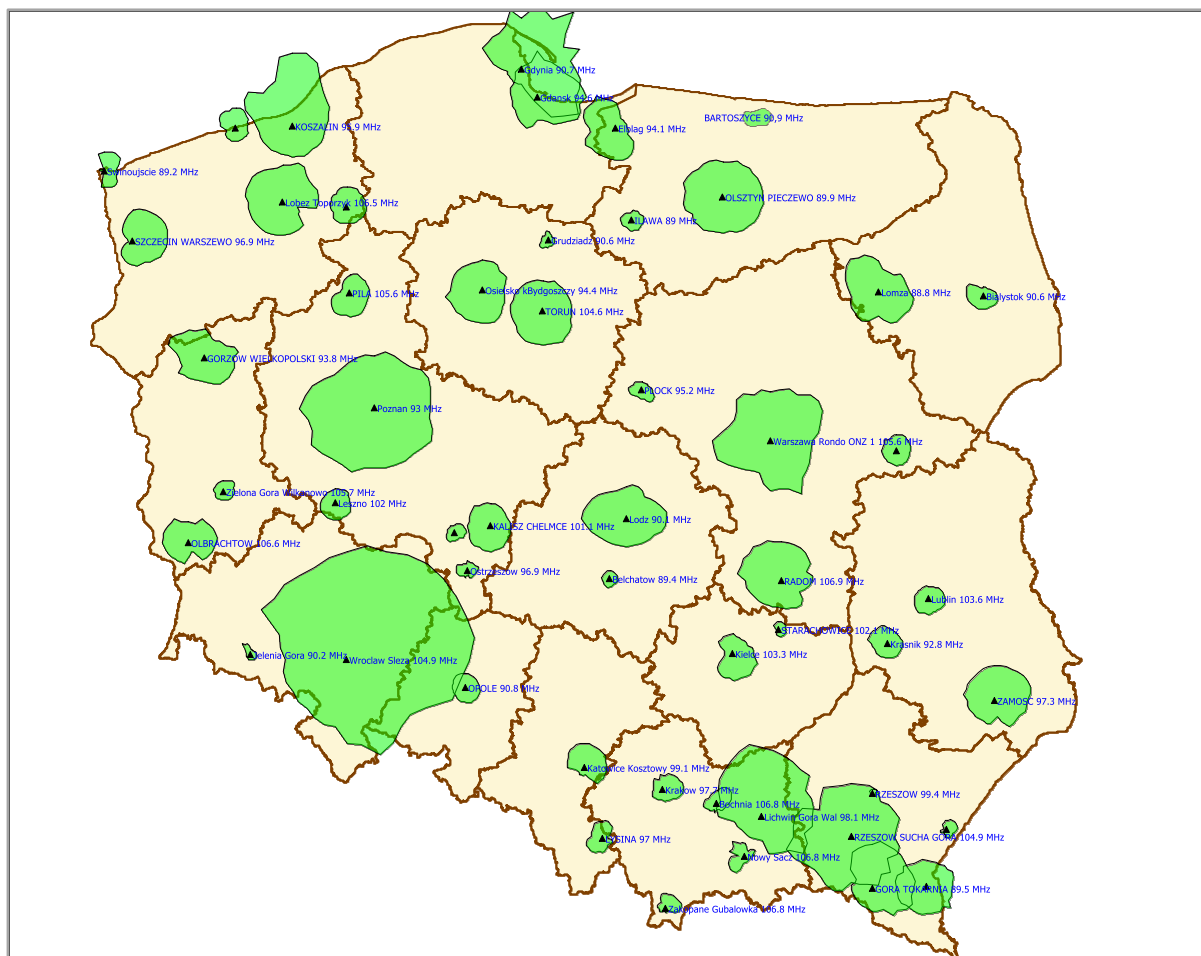 Gdynia 90.7 MHz
Gdansk 94.6 MHz
BARTOSZYCE 90,9 MHz
KOSZALIN 95.9 MHz
Elblag 94.1 MHz
Swinoujscie 89.2 MHz
OLSZTYN PIECZEWO 89.9 MHz
Lobez Toporzyk 106.5 MHz
ILAWA 89 MHz
SZCZECIN WARSZEWO 96.9 MHz
Grudziadz 90.6 MHz
Osielsko kBydgoszczy 94.4 MHz
PILA 105.6 MHz
Lomza 88.8 MHz
Bialystok 90.6 MHz
TORUN 104.6 MHz
GORZOW WIELKOPOLSKI 93.8 MHz
PLOCK 95.2 MHz
Poznan 93 MHz
Warszawa Rondo ONZ 1 105.6 MHz
Zielona Gora Wilkanowo 105.7 MHz
Leszno 102 MHz
Lodz 90.1 MHz
KALISZ CHELMCE 101.1 MHz
OLBRACHTOW 106.6 MHz
Ostrzeszow 96.9 MHz
Belchatow 89.4 MHz
RADOM 106.9 MHz
Lublin 103.6 MHz
STARACHOWICE 102.1 MHz
Krasnik 92.8 MHz
Jelenia Gora 90.2 MHz
Kielce 103.3 MHz
Wroclaw Sleza 104.9 MHz
OPOLE 90.8 MHz
ZAMOSC 97.3 MHz
Katowice Kosztowy 99.1 MHz
Krakow 97.7 MHz
RZESZOW 99.4 MHz
Bochnia 106.8 MHz
Lichwin Gora Wal 98.1 MHz
LYSINA 97 MHz
RZESZOW SUCHA GORA 104.9 MHz
Nowy Sacz 106.8 MHz
GORA TOKARNIA 89.5 MHz
Zakopane Gubalowka 106.8 MHz